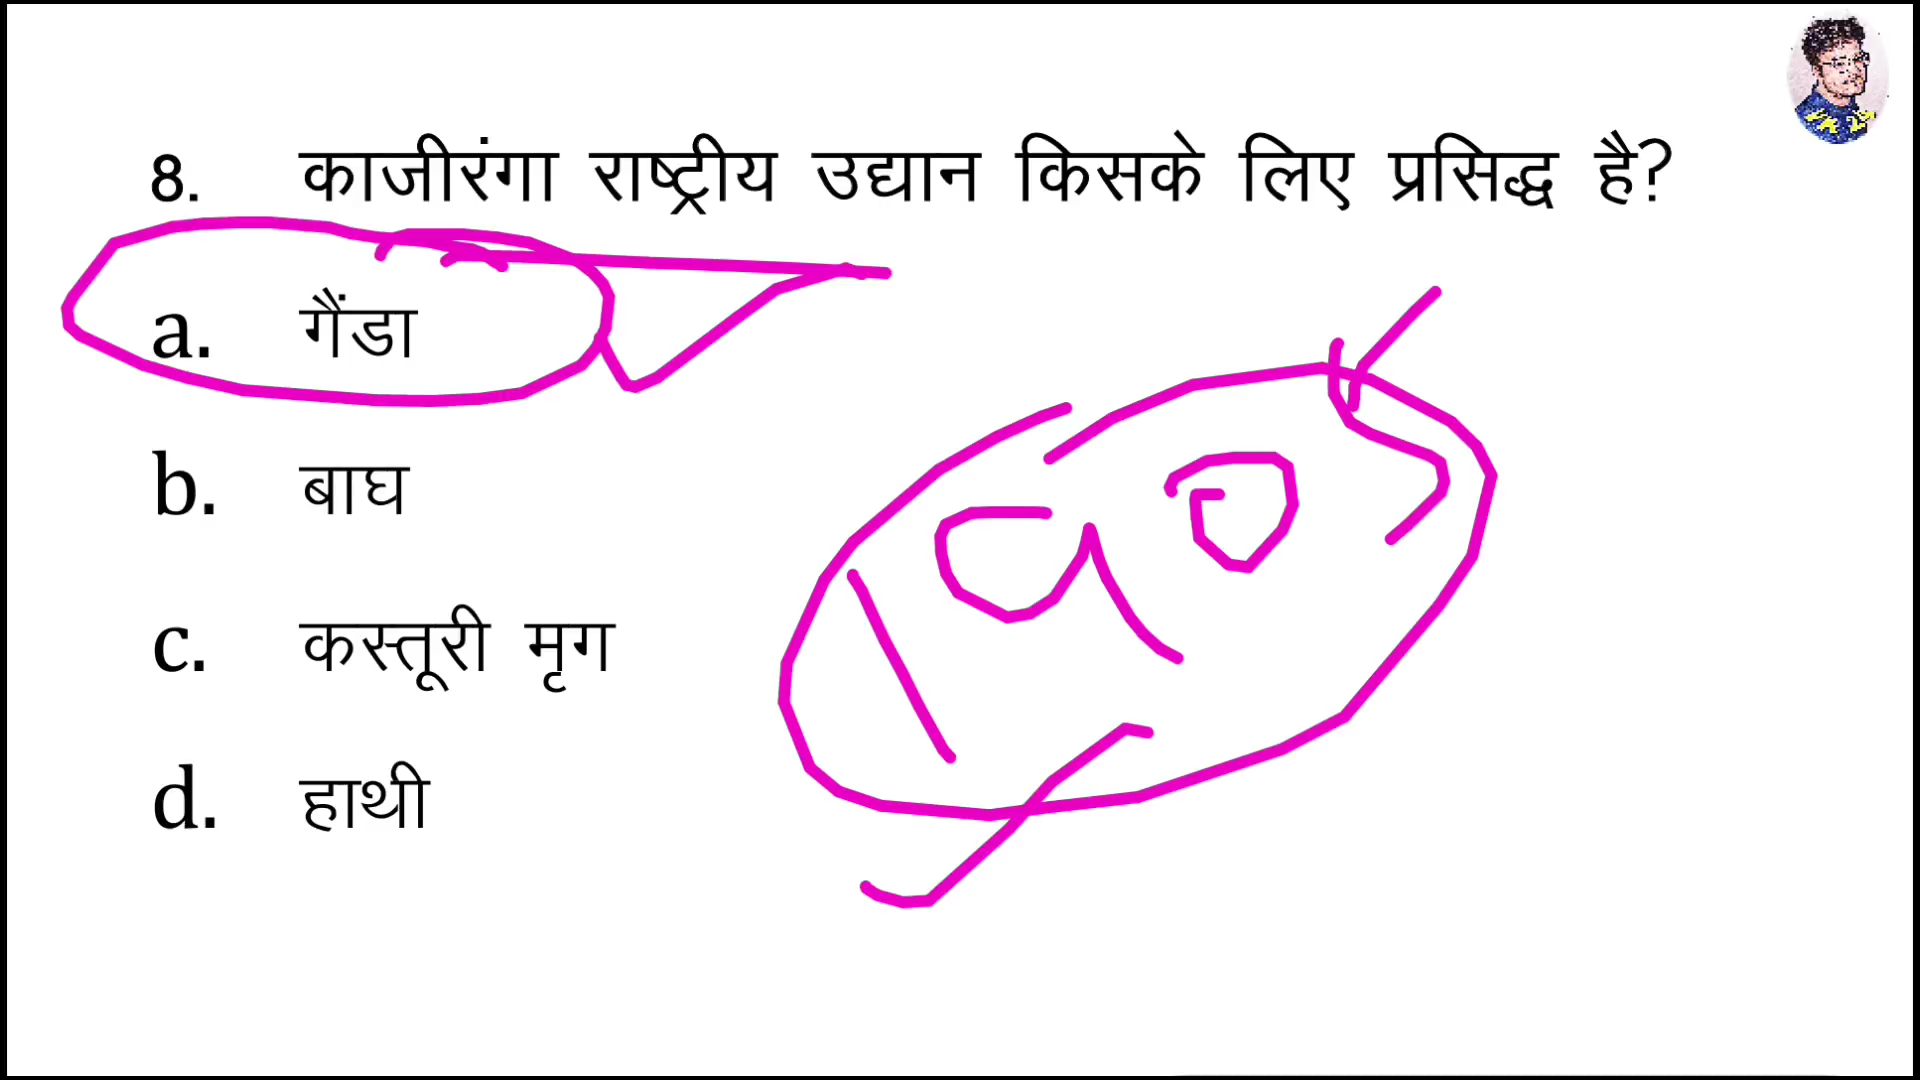 8. काजीरंगा राष्ट्रीय उद्यान किसके लिए प्रसिद्ध है?
a. गैंडा
b. बाघ
c. कस्तूरी मृग
d. हाथी